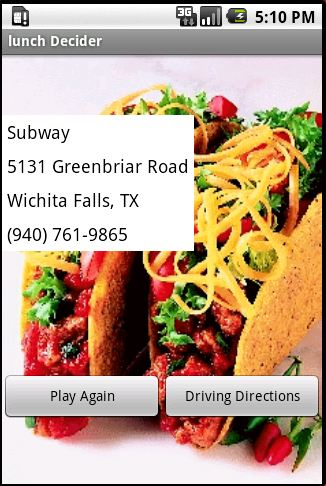 3G 5:10 PM
lunch Decider
Subway
5131 Greenbriar Road
Wichita Falls, TX
(940) 761-9865
Play Again Driving Directions